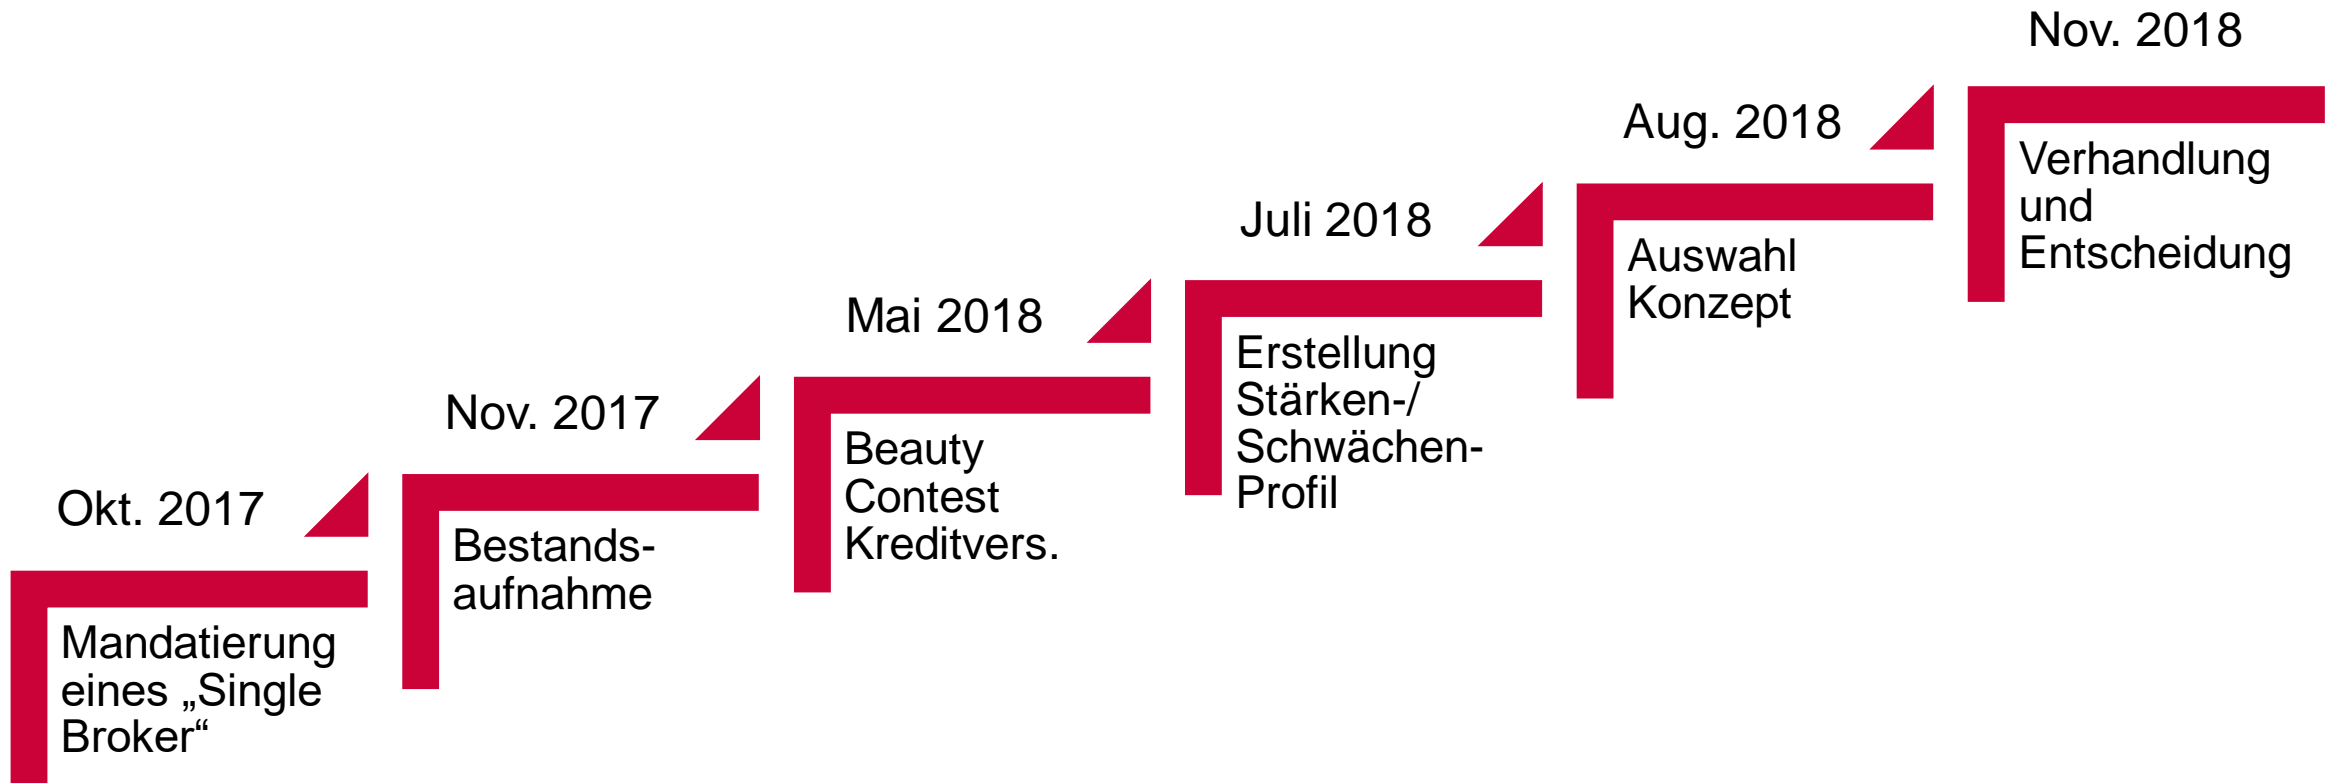 Okt. 2017
Mandatierung
eines „Single
Broker“
Nov. 2017
Bestands-
aufnahme
Mai 2018
Beauty
Contest
Kreditvers.
Juli 2018
Erstellung
Stärken-/
Schwächen-
Profil
Aug. 2018
Auswahl
Konzept
Nov. 2018
Verhandlung
und
Entscheidung